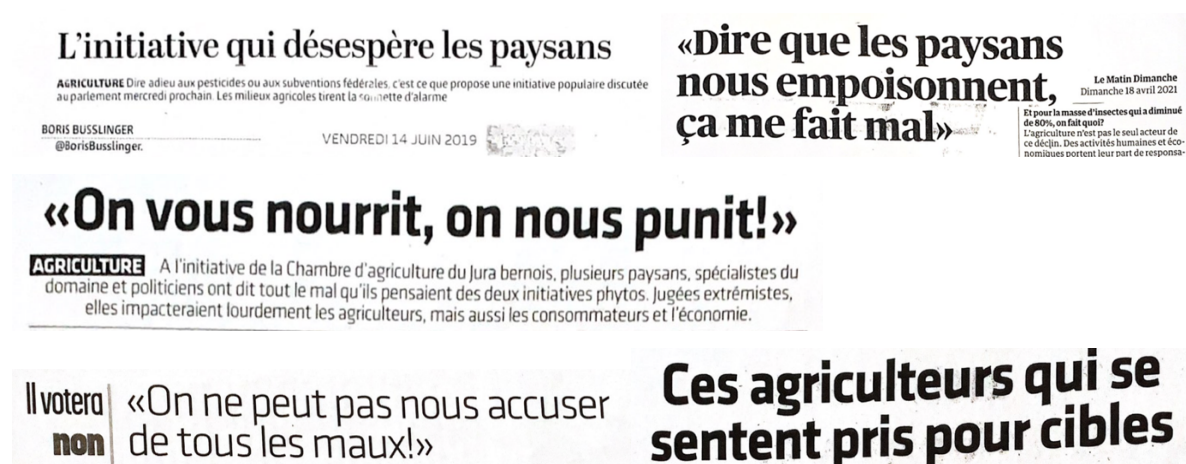 L'initiative qui désespère les paysans
AGRICULTURE Dire adieu aux pesticides ou aux subventions fédérales, c'est ce que propose une initiative populaire discutée
au parlement mercredi prochain. Les milieux agricoles tirent la sonnette d'alarme
BORIS BUSSLINGER
@BorisBusslinger.
VENDREDI 14 JUIN 2019
«Dire que les paysans
nous empoisonnent,
ça me fait mal»
Le Matin Dimanche
Dimanche 18 avril 2021
Et pour la masse d'insectes qui a diminué
de 80%, on fait quoi?
L'agriculture n'est pas le seul acteur de
ce déclin. Des activités humaines et éco-
nomiques portent leur part de responsa-
«On vous nourrit, on nous punit!»
AGRICULTURE A l'initiative de la Chambre d'agriculture du Jura bernois, plusieurs paysans, spécialistes du
domaine et politiciens ont dit tout le mal qu'ils pensaient des deux initiatives phytos. Jugées extrémistes,
elles impacteraient lourdement les agriculteurs, mais aussi les consommateurs et l'économie.
Il votera
non
«On ne peut pas nous accuser
de tous les maux!»
Ces agriculteurs qui se
sentent pris pour cibles